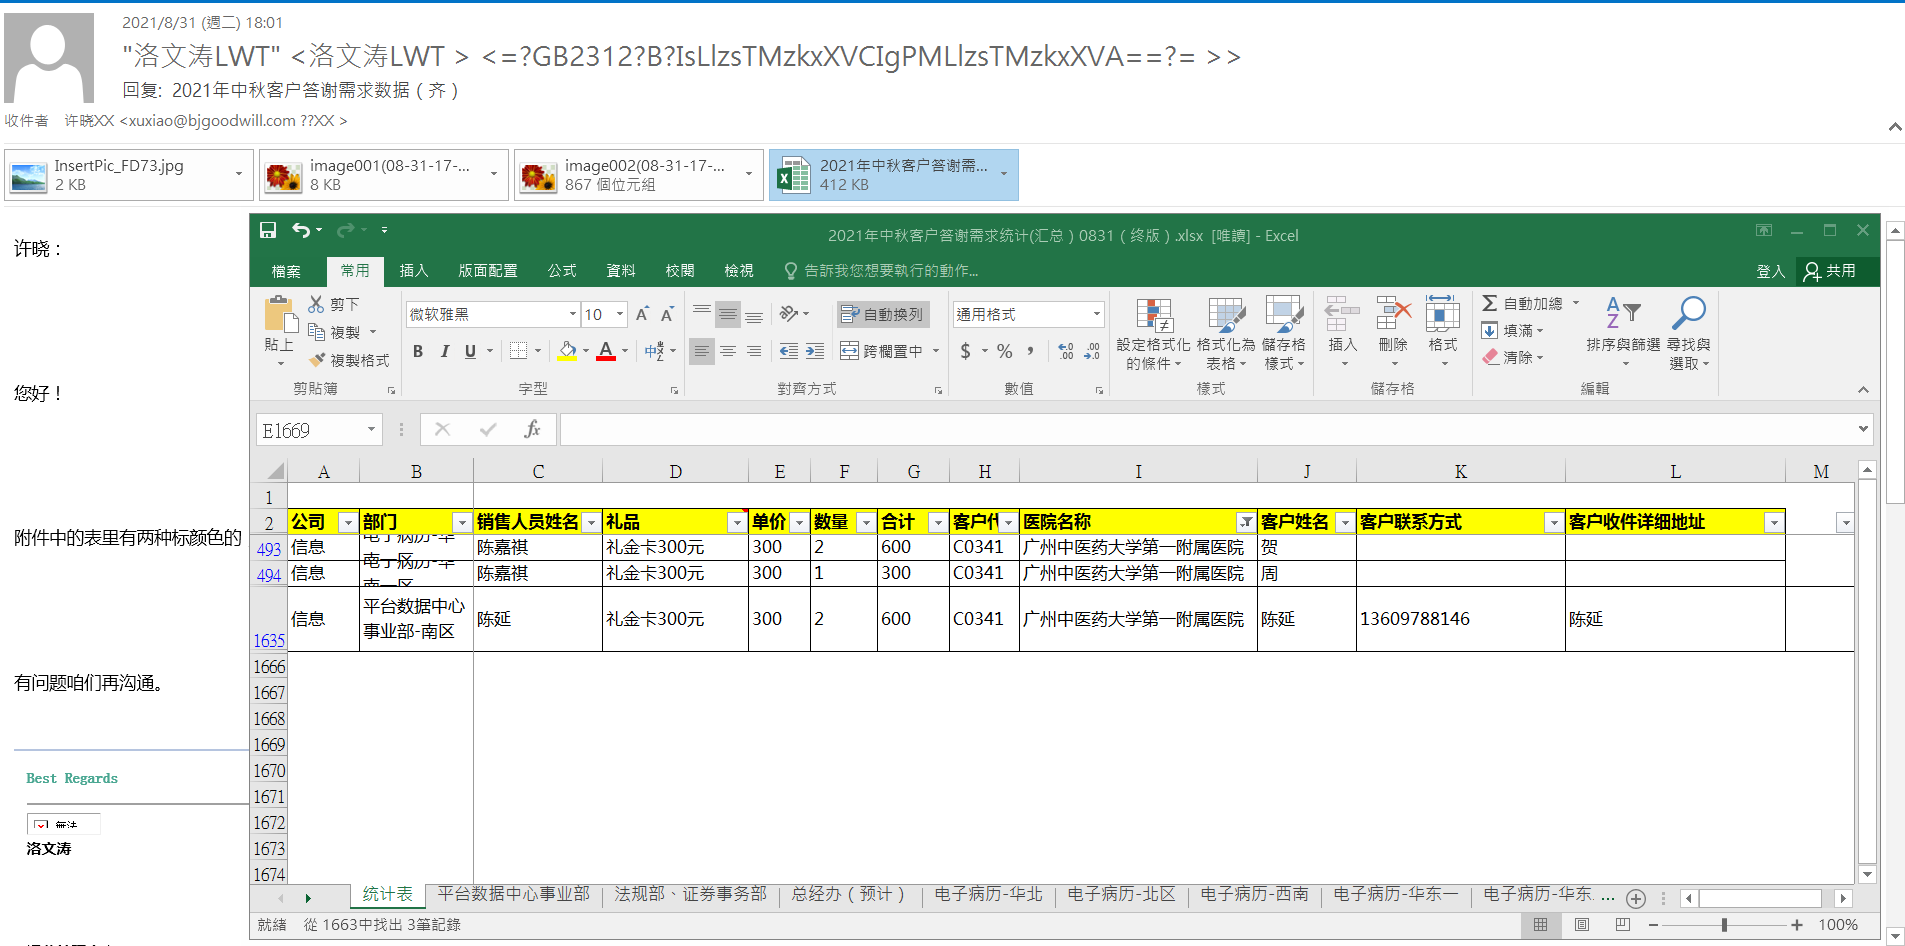 2021/8/31 (週二) 18:01
"洛文涛LWT" <洛文涛LWT > <=?GB2312?B?IsLlzsTMzkxXVCIgPMLlzsTMzkxXVA==?= >>
回复: 2021年中秋客户答谢需求数据（齐）
收件者 许晓XX <xuxiao@bjgoodwill.com ??XX >
InsertPic_FD73.jpg
2 KB
image001(08-31-17-...
8 KB
image002(08-31-17-...
867 個位元組
2021年中秋客户答谢需...
412 KB
许晓：
您好！
附件中的表里有两种标颜色的
有问题咱们再沟通。
Best Regards
無法
洛文涛
2021年中秋客户答谢需求统计(汇总）0831（终版）.xlsx [唯讀] - Excel
檔案 常用 插入 版面配置 公式 資料 校閱 檢視 告訴我您想要執行的動作... 登入 共用
貼上 剪下 複製 複製格式 剪貼簿
微软雅黑 10 A A
B I U A 中 字型
自動換列
跨欄置中 對齊方式
通用格式
$ % , .00 .00 數值
設定格式化的條件 格式化為表格 儲存格樣式 樣式
插入 刪除 格式 儲存格
Σ 自動加總 填滿 清除 排序與篩選 尋找與選取 編輯
E1669 fx
A B C D E F G H I J K L M
1
2 公司 部门 销售人员姓名 礼品 单价 数量 合计 客户代 医院名称 客户姓名 客户联系方式 客户收件详细地址
493 信息 电子病历-华南一区 陈嘉祺 礼金卡300元 300 2 600 C0341 广州中医药大学第一附属医院 贺
494 信息 电子病历-华南一区 陈嘉祺 礼金卡300元 300 1 300 C0341 广州中医药大学第一附属医院 周
1635 信息 平台数据中心事业部-南区 陈延 礼金卡300元 300 2 600 C0341 广州中医药大学第一附属医院 陈延 13609788146 陈延
1666
1667
1668
1669
1670
1671
1672
1673
1674
统计表 平台数据中心事业部 法规部、证券事务部 总经办（预计） 电子病历-华北 电子病历-北区 电子病历-西南 电子病历-华东一 电子病历-华东 ...
就緒 從 1663中找出 3筆記錄 100%